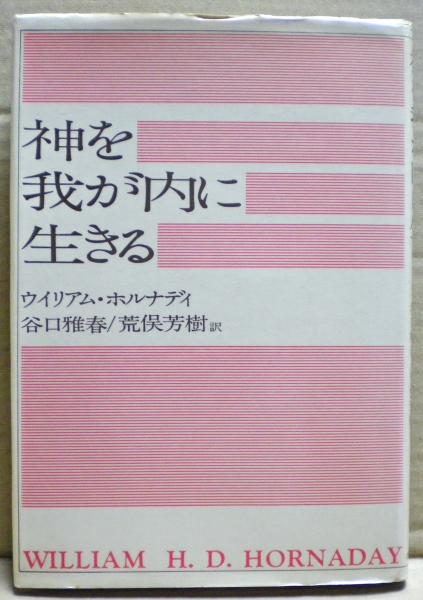 神を
我が内に
生きる
ウイリアム・ホルナディ
谷口雅春/荒俣芳樹訳
WILLIAM H. D. HORNADAY